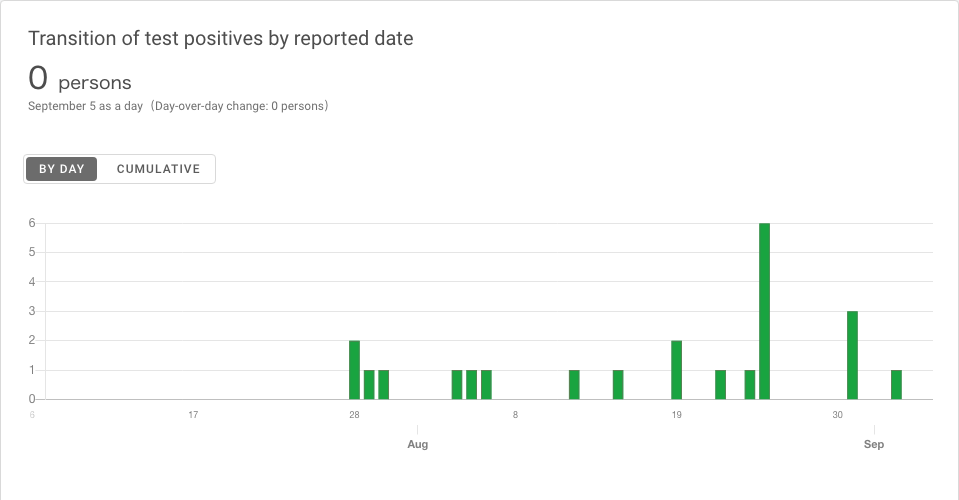 Transition of test positives by reported date
0 persons
September 5 as a day (Day-over-day change: 0 persons)
BY DAY CUMULATIVE
6
5
4
3
2
1
0
6 17 28 8 19 30
Aug Sep